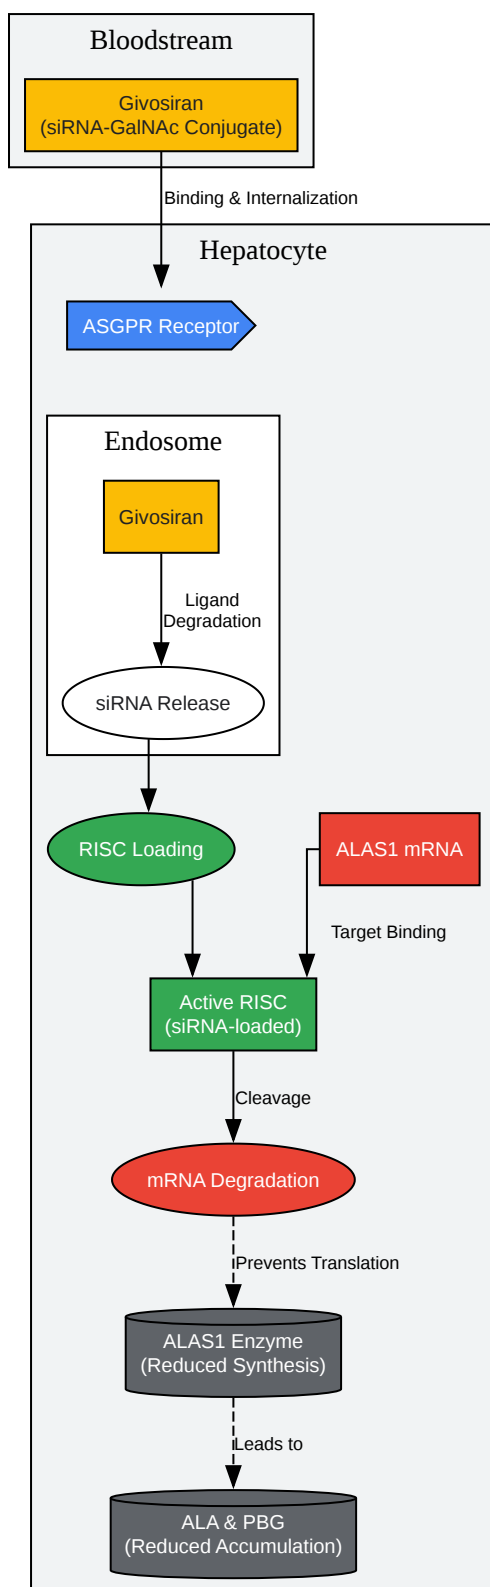 Bloodstream
Givosiran
(siRNA-GalNAc Conjugate)
Binding & Internalization
Hepatocyte
ASGPR Receptor
Endosome
Givosiran
Ligand
Degradation
siRNA Release
RISC Loading
ALAS1 mRNA
Target Binding
Active RISC
(siRNA-loaded)
Cleavage
mRNA Degradation
Prevents Translation
ALAS1 Enzyme
(Reduced Synthesis)
Leads to
ALA & PBG
(Reduced Accumulation)